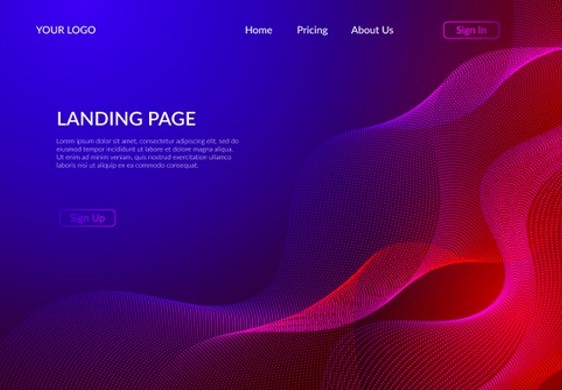 YOUR LOGO
Home Pricing About Us Sign In
LANDING PAGE
Lorem ipsum dolor sit amet, consectetur adipiscing elit, sed do
eiusmod tempor incididunt ut labore et dolore magna aliqua.
Ut enim ad minim veniam, quis nostrud exercitation ullamco
laboris nisi ut aliquip ex ea commodo consequat.
Sign Up